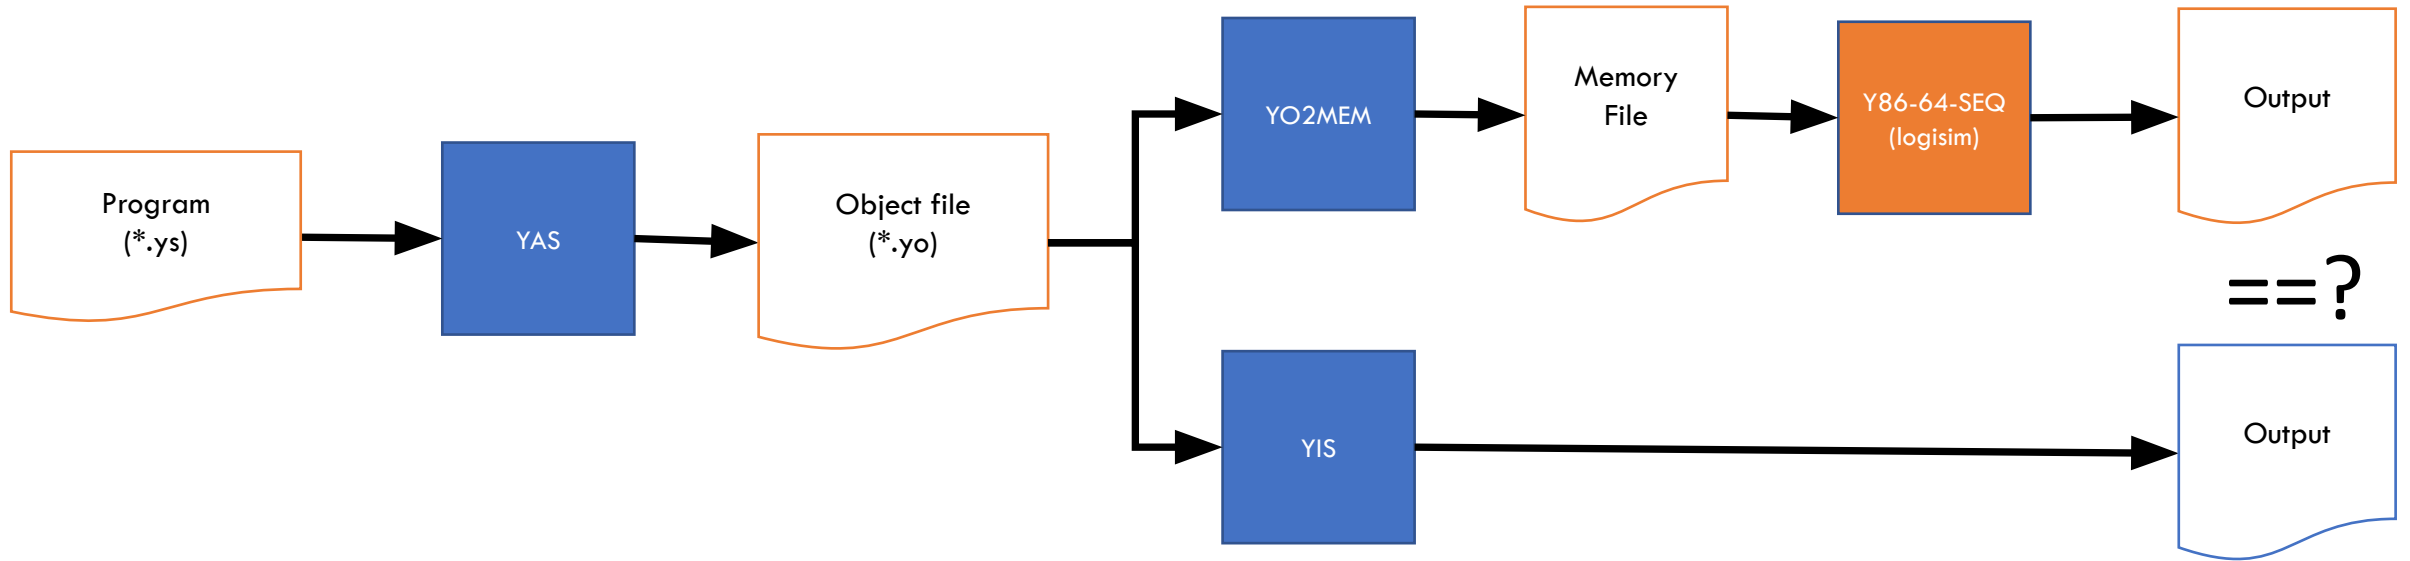 Program
(*.ys)
YAS
Object file
(*.yo)
YO2MEM
Memory
File
Y86-64-SEQ
(logisim)
Output
==?
YIS
Output